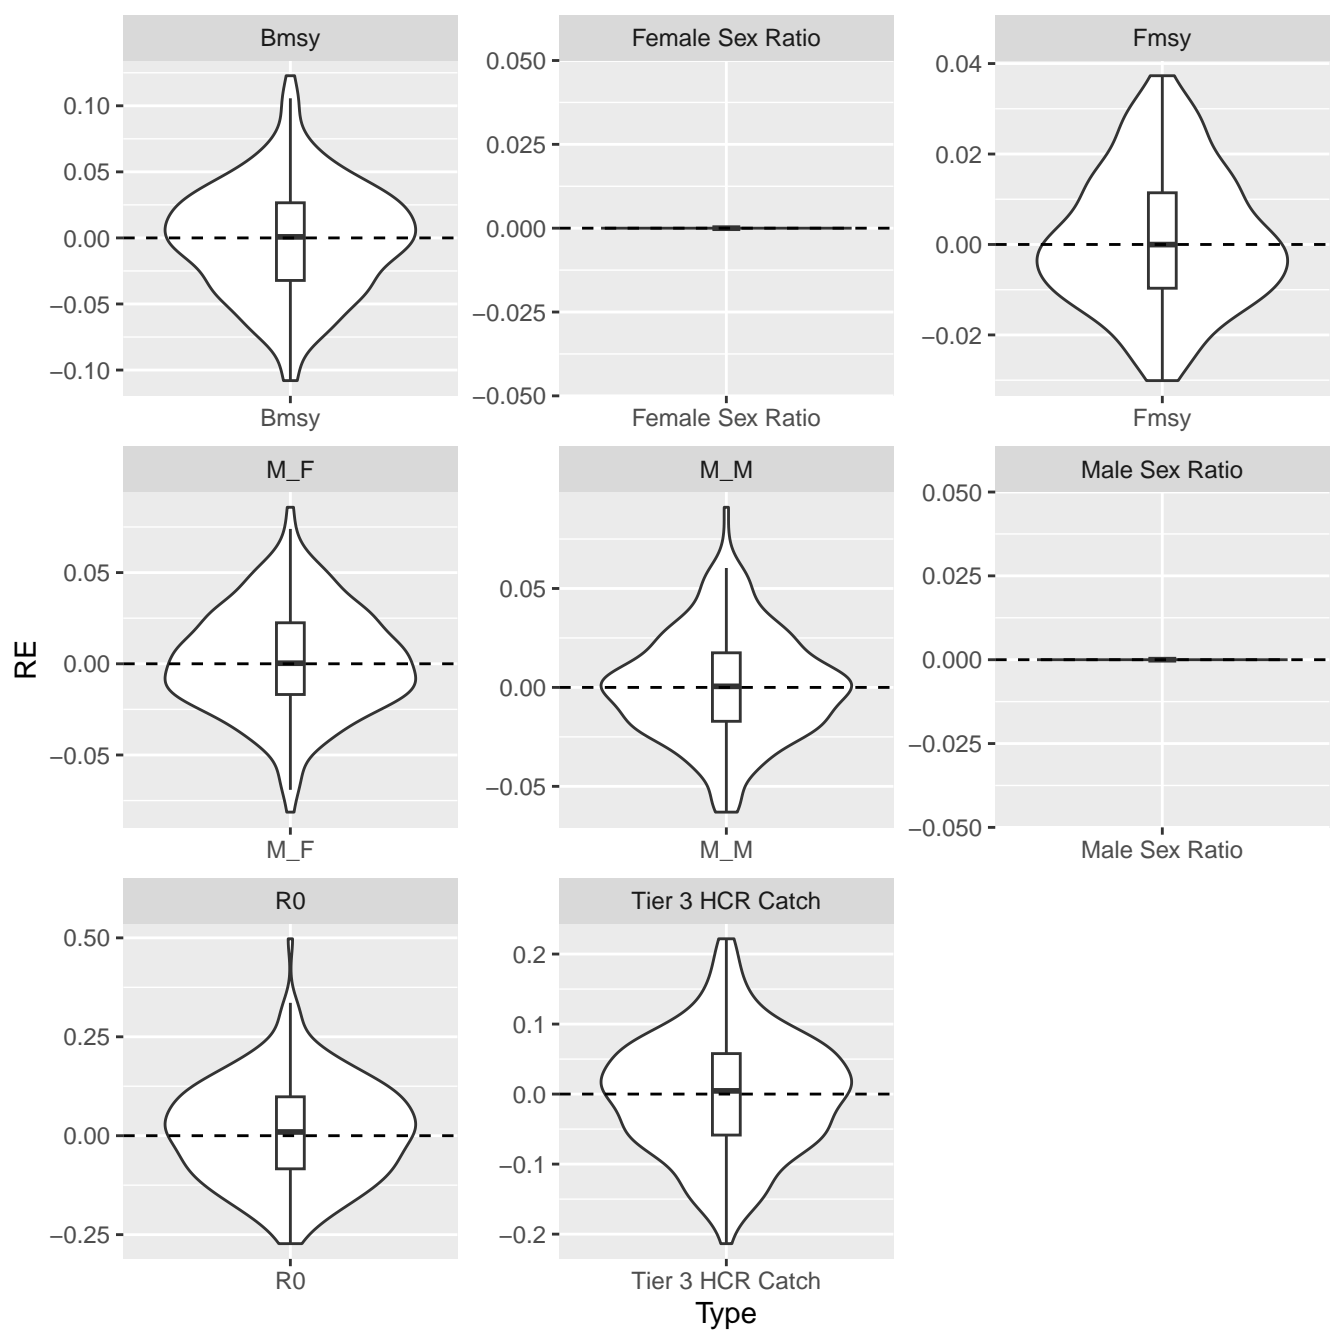 Bmsy
Female Sex Ratio
Fmsy
0.10
0.05
0.00
−0.05
−0.10
0.050
0.025
0.000
−0.025
−0.050
0.04
0.02
0.00
−0.02
Bmsy
Female Sex Ratio
Fmsy
M_F
M_M
Male Sex Ratio
RE
0.05
0.00
−0.05
0.05
0.00
−0.05
0.050
0.025
0.000
−0.025
−0.050
M_F
M_M
Male Sex Ratio
R0
Tier 3 HCR Catch
0.50
0.25
0.00
−0.25
0.2
0.1
0.0
−0.1
−0.2
R0
Tier 3 HCR Catch
Type